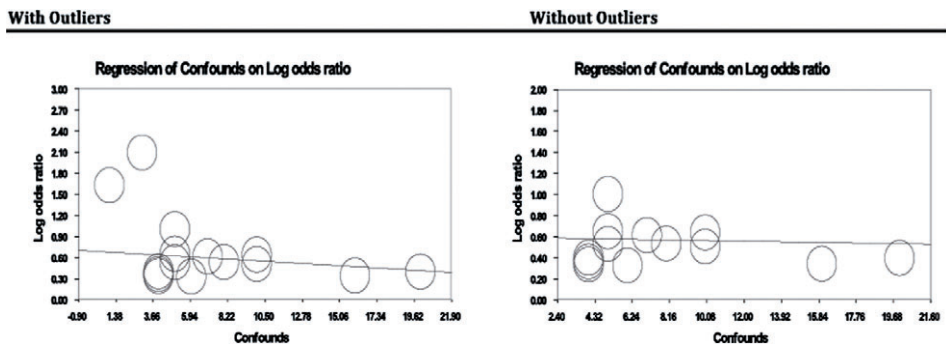 With Outliers
Without Outliers
Regression of Confounds on Log odds ratio
3.00
2.70
2.40
2.10
1.80
1.50
1.20
0.90
0.60
0.30
0.00
Log odds ratio
-0.90 1.38 3.66 5.94 8.22 10.50 12.78 15.06 17.34 19.62 21.90
Confounds
Regression of Confounds on Log odds ratio
2.00
1.80
1.60
1.40
1.20
1.00
0.80
0.60
0.40
0.20
0.00
Log odds ratio
2.40 4.32 6.24 8.16 10.08 12.00 13.92 15.84 17.76 19.68 21.60
Confounds